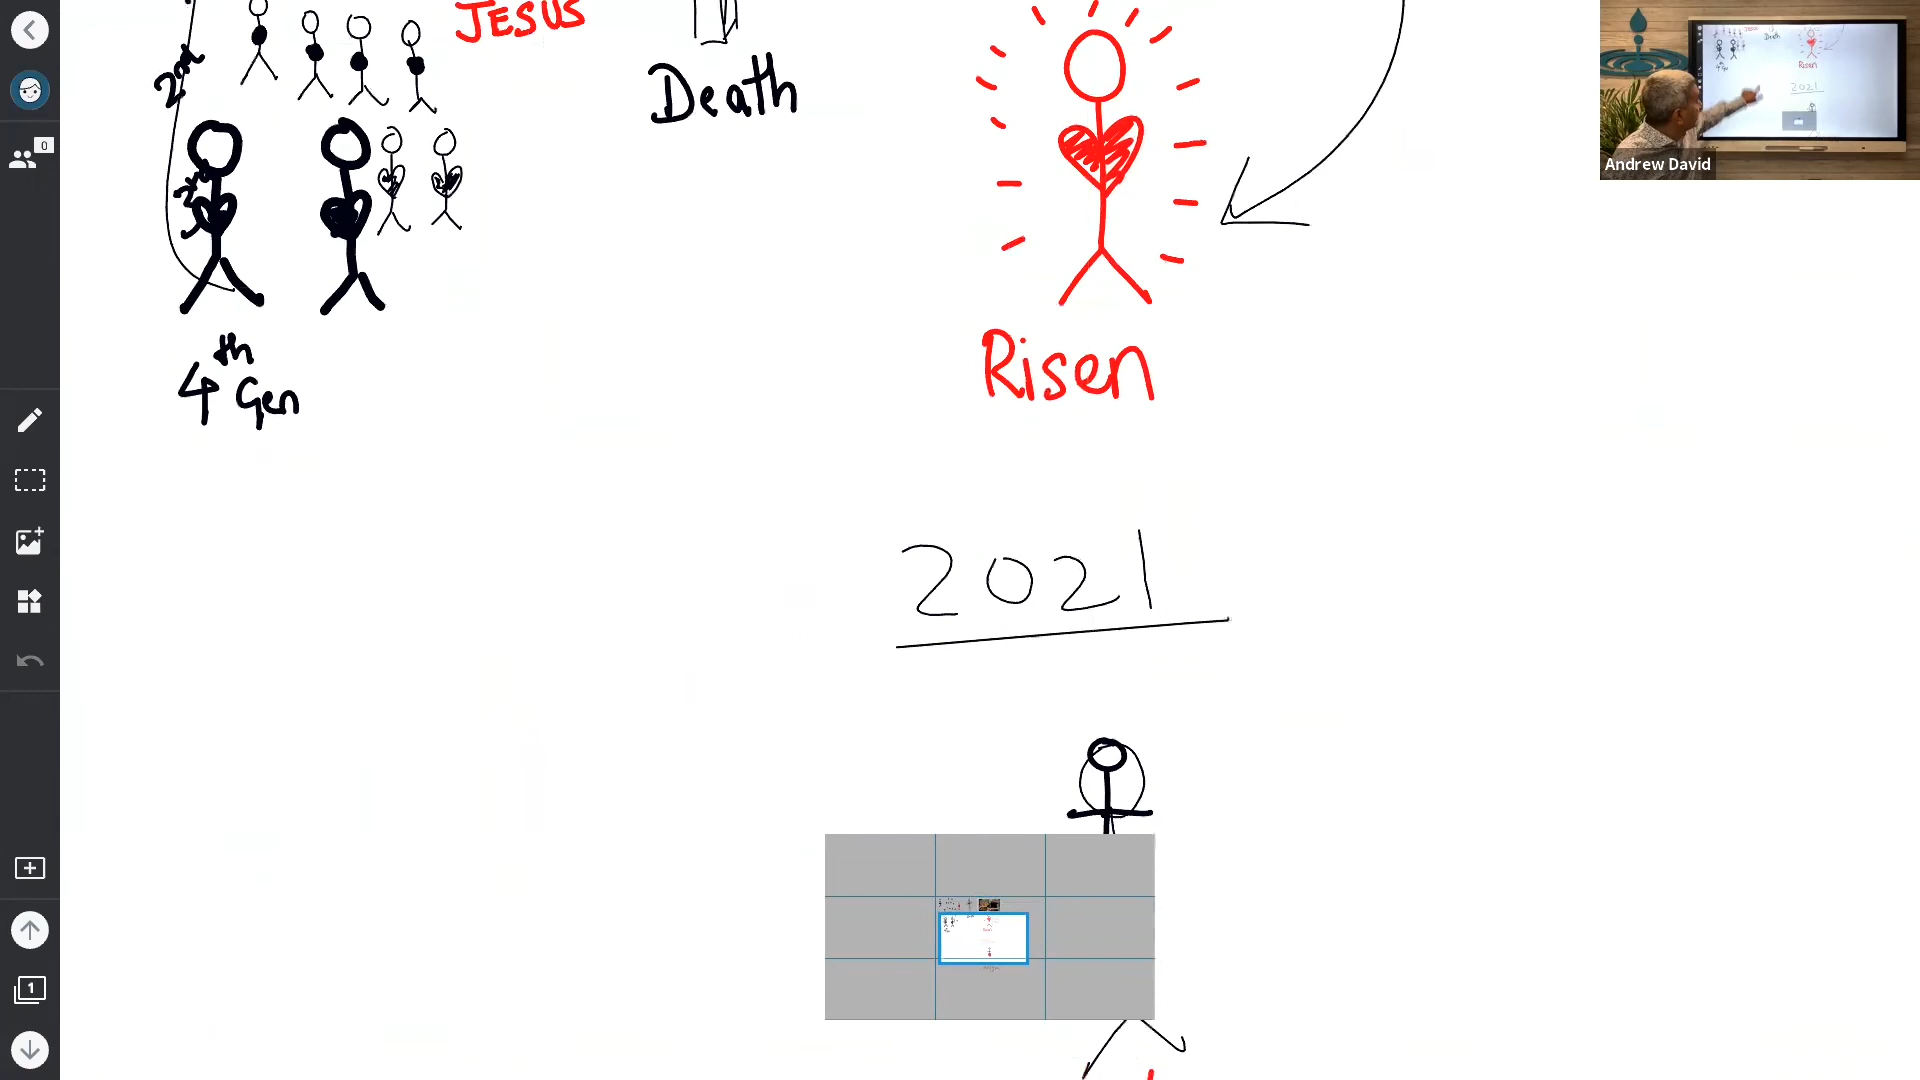 JESUS
2nd
Death
4th Gen
Risen
2021
Andrew David
0
1